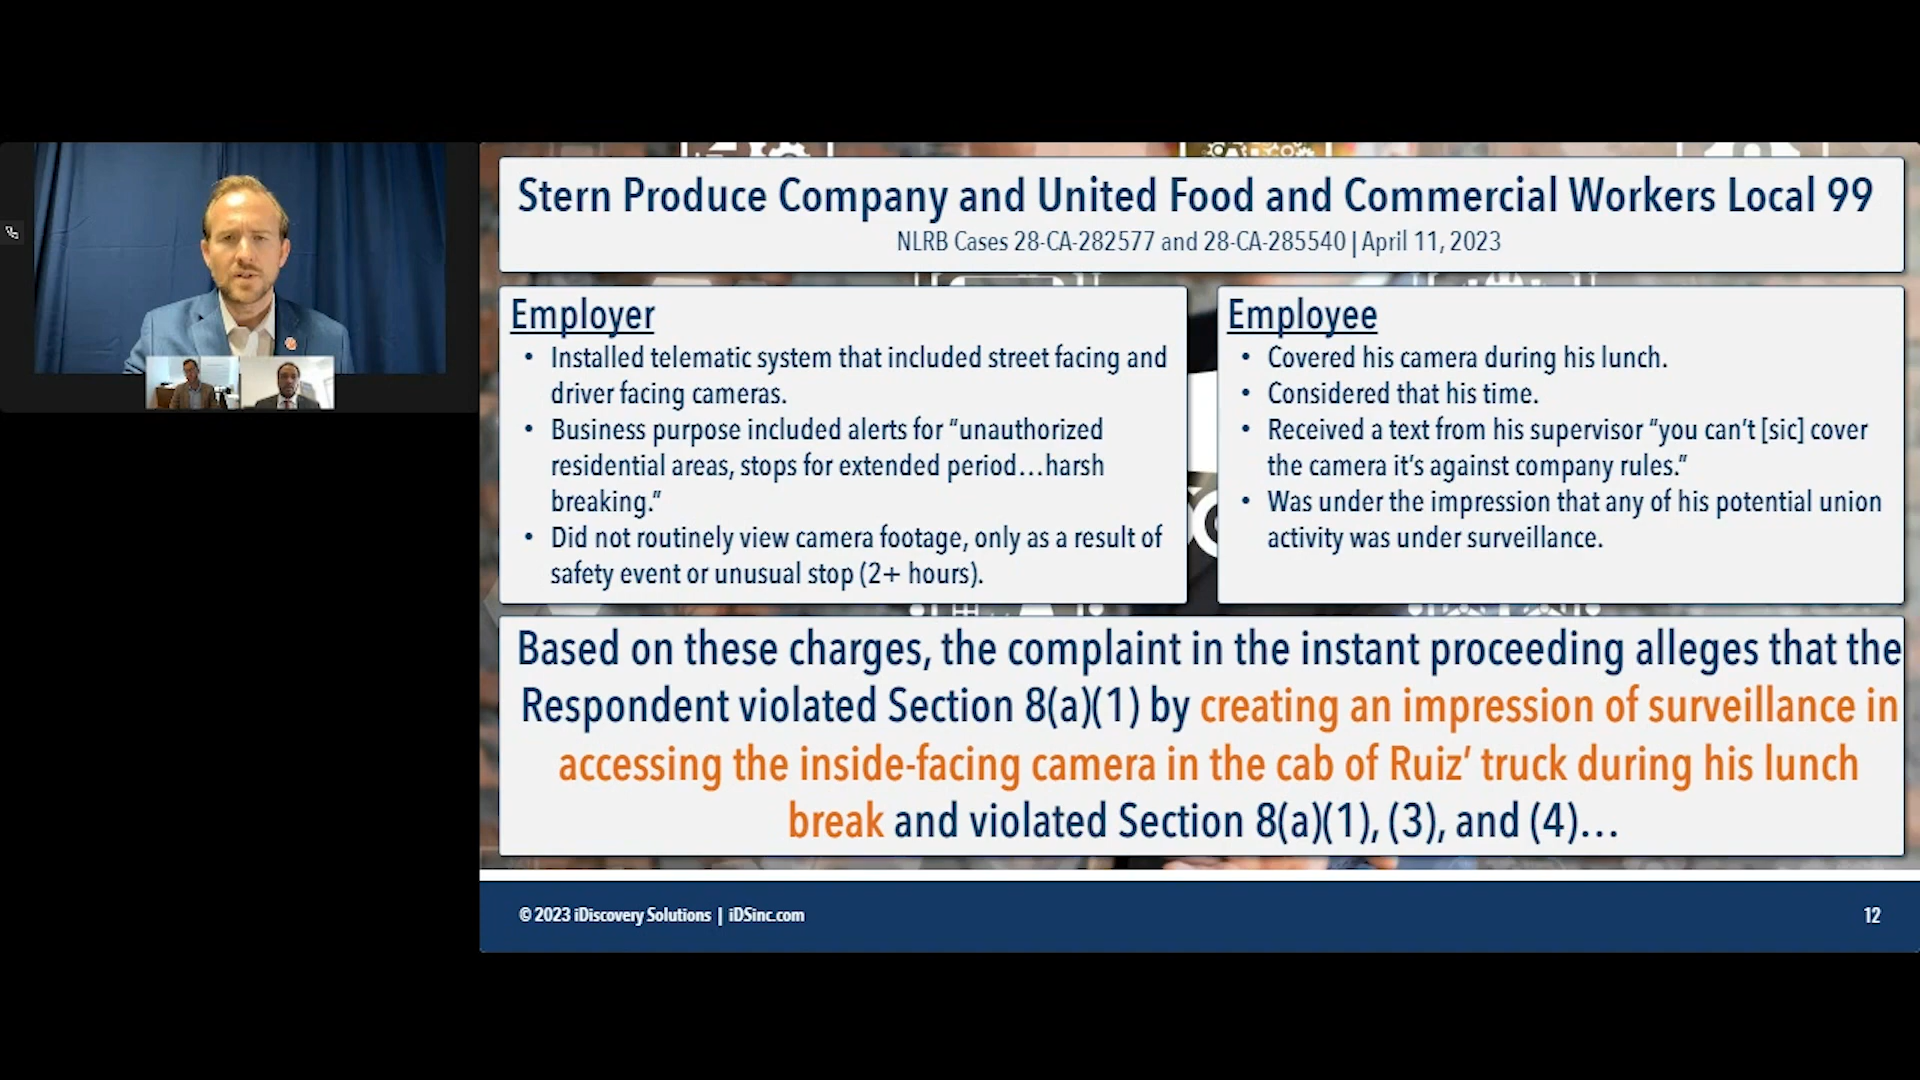 Stern Produce Company and United Food and Commercial Workers Local 99
NLRB Cases 28-CA-282577 and 28-CA-285540 | April 11, 2023
Employer
• Installed telematic system that included street facing and
driver facing cameras.
• Business purpose included alerts for “unauthorized
residential areas, stops for extended period…harsh
breaking.”
• Did not routinely view camera footage, only as a result of
safety event or unusual stop (2+ hours).
Employee
• Covered his camera during his lunch.
• Considered that his time.
• Received a text from his supervisor “you can’t [sic] cover
the camera it’s against company rules.”
• Was under the impression that any of his potential union
activity was under surveillance.
Based on these charges, the complaint in the instant proceeding alleges that the
Respondent violated Section 8(a)(1) by creating an impression of surveillance in
accessing the inside-facing camera in the cab of Ruiz’ truck during his lunch
break and violated Section 8(a)(1), (3), and (4)…
© 2023 iDiscovery Solutions | iDSinc.com
12